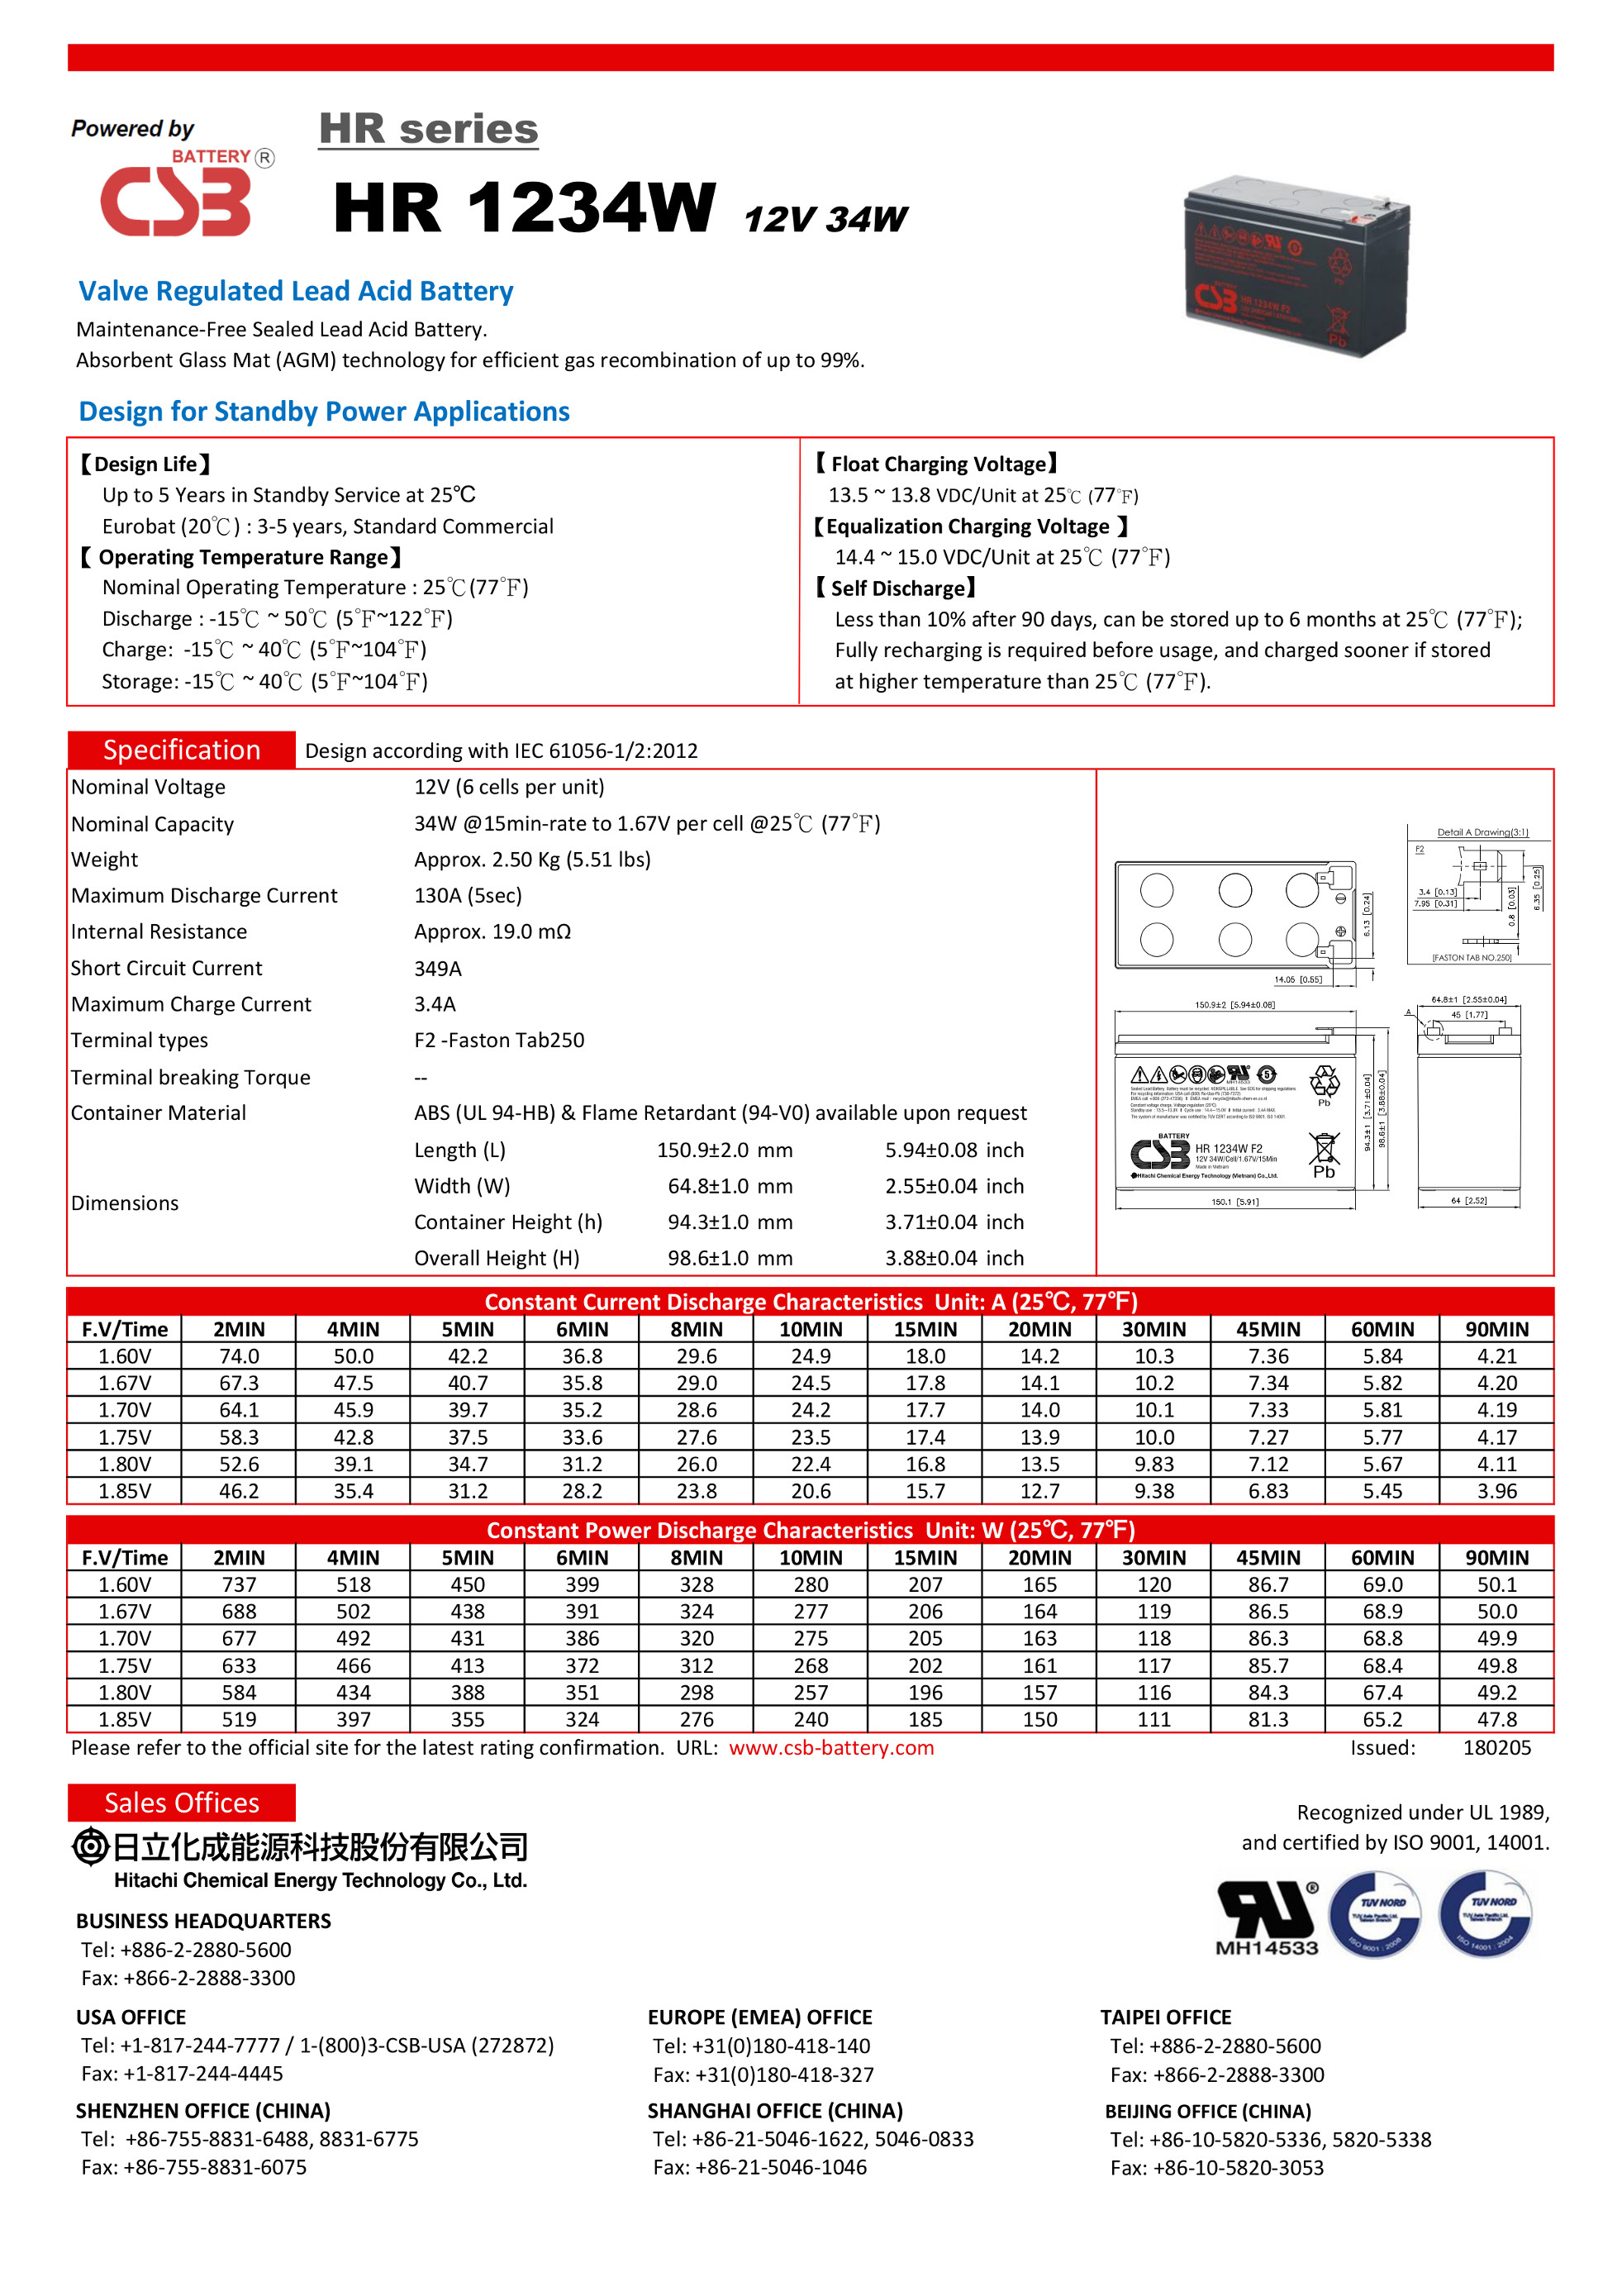 Powered by
BATTERY ®
CSB
HR series
HR 1234W 12V 34W
Valve Regulated Lead Acid Battery
Maintenance-Free Sealed Lead Acid Battery.
Absorbent Glass Mat (AGM) technology for efficient gas recombination of up to 99%.
Design for Standby Power Applications
【Design Life】
Up to 5 Years in Standby Service at 25℃
Eurobat (20℃) : 3-5 years, Standard Commercial
【 Operating Temperature Range】
Nominal Operating Temperature : 25℃(77℉)
Discharge : -15℃ ~ 50℃ (5℉~122℉)
Charge: -15℃ ~ 40℃ (5℉~104℉)
Storage: -15℃ ~ 40℃ (5℉~104℉)
【 Float Charging Voltage】
13.5 ~ 13.8 VDC/Unit at 25℃ (77℉)
【Equalization Charging Voltage 】
14.4 ~ 15.0 VDC/Unit at 25℃ (77℉)
【 Self Discharge】
Less than 10% after 90 days, can be stored up to 6 months at 25℃ (77℉);
Fully recharging is required before usage, and charged sooner if stored
at higher temperature than 25℃ (77℉).
Specification Design according with IEC 61056-1/2:2012
Nominal Voltage 12V (6 cells per unit)
Nominal Capacity 34W @15min-rate to 1.67V per cell @25℃ (77℉)
Weight Approx. 2.50 Kg (5.51 lbs)
Maximum Discharge Current 130A (5sec)
Internal Resistance Approx. 19.0 mΩ
Short Circuit Current 349A
Maximum Charge Current 3.4A
Terminal types F2 -Faston Tab250
Terminal breaking Torque --
Container Material ABS (UL 94-HB) & Flame Retardant (94-V0) available upon request
Dimensions
Length (L) 150.9±2.0 mm 5.94±0.08 inch
Width (W) 64.8±1.0 mm 2.55±0.04 inch
Container Height (h) 94.3±1.0 mm 3.71±0.04 inch
Overall Height (H) 98.6±1.0 mm 3.88±0.04 inch
Detail A Drawing(3:1)
F2
3.4 [0.13]
7.95 [0.31]
0.8 [0.03]
6.35 [0.25]
[FASTON TAB NO.250]
6.13 [0.24]
14.05 [0.55]
150.9±2 [5.94±0.08]
64.8±1 [2.55±0.04]
45 [1.77]
A
94.3±1 [3.71±0.04]
98.6±1 [3.88±0.04]
MH14533
5
Pb
BATTERY
CSB
HR 1234W F2
12V 34W/Cell/1.67V/15Min
Made in Vietnam
Hitachi Chemical Energy Technology (Vietnam) Co.,Ltd.
Pb
150.1 [5.91]
64 [2.52]
Constant Current Discharge Characteristics Unit: A (25℃, 77℉)
F.V/Time 2MIN 4MIN 5MIN 6MIN 8MIN 10MIN 15MIN 20MIN 30MIN 45MIN 60MIN 90MIN
1.60V 74.0 50.0 42.2 36.8 29.6 24.9 18.0 14.2 10.3 7.36 5.84 4.21
1.67V 67.3 47.5 40.7 35.8 29.0 24.5 17.8 14.1 10.2 7.34 5.82 4.20
1.70V 64.1 45.9 39.7 35.2 28.6 24.2 17.7 14.0 10.1 7.33 5.81 4.19
1.75V 58.3 42.8 37.5 33.6 27.6 23.5 17.4 13.9 10.0 7.27 5.77 4.17
1.80V 52.6 39.1 34.7 31.2 26.0 22.4 16.8 13.5 9.83 7.12 5.67 4.11
1.85V 46.2 35.4 31.2 28.2 23.8 20.6 15.7 12.7 9.38 6.83 5.45 3.96
Constant Power Discharge Characteristics Unit: W (25℃, 77℉)
F.V/Time 2MIN 4MIN 5MIN 6MIN 8MIN 10MIN 15MIN 20MIN 30MIN 45MIN 60MIN 90MIN
1.60V 737 518 450 399 328 280 207 165 120 86.7 69.0 50.1
1.67V 688 502 438 391 324 277 206 164 119 86.5 68.9 50.0
1.70V 677 492 431 386 320 275 205 163 118 86.3 68.8 49.9
1.75V 633 466 413 372 312 268 202 161 117 85.7 68.4 49.8
1.80V 584 434 388 351 298 257 196 157 116 84.3 67.4 49.2
1.85V 519 397 355 324 276 240 185 150 111 81.3 65.2 47.8
Please refer to the official site for the latest rating confirmation. URL: www.csb-battery.com Issued: 180205
Sales Offices
Recognized under UL 1989,
and certified by ISO 9001, 14001.
日立化成能源科技股份有限公司
Hitachi Chemical Energy Technology Co., Ltd.
MH14533
TUV NORD
TUV Asia Pacific Ltd.
Taiwan Branch
ISO 9001 : 2008
TUV NORD
TUV Asia Pacific Ltd.
Taiwan Branch
ISO 14001 : 2004
BUSINESS HEADQUARTERS
Tel: +886-2-2880-5600
Fax: +866-2-2888-3300
USA OFFICE
Tel: +1-817-244-7777 / 1-(800)3-CSB-USA (272872)
Fax: +1-817-244-4445
EUROPE (EMEA) OFFICE
Tel: +31(0)180-418-140
Fax: +31(0)180-418-327
TAIPEI OFFICE
Tel: +886-2-2880-5600
Fax: +866-2-2888-3300
SHENZHEN OFFICE (CHINA)
Tel: +86-755-8831-6488, 8831-6775
Fax: +86-755-8831-6075
SHANGHAI OFFICE (CHINA)
Tel: +86-21-5046-1622, 5046-0833
Fax: +86-21-5046-1046
BEIJING OFFICE (CHINA)
Tel: +86-10-5820-5336, 5820-5338
Fax: +86-10-5820-3053